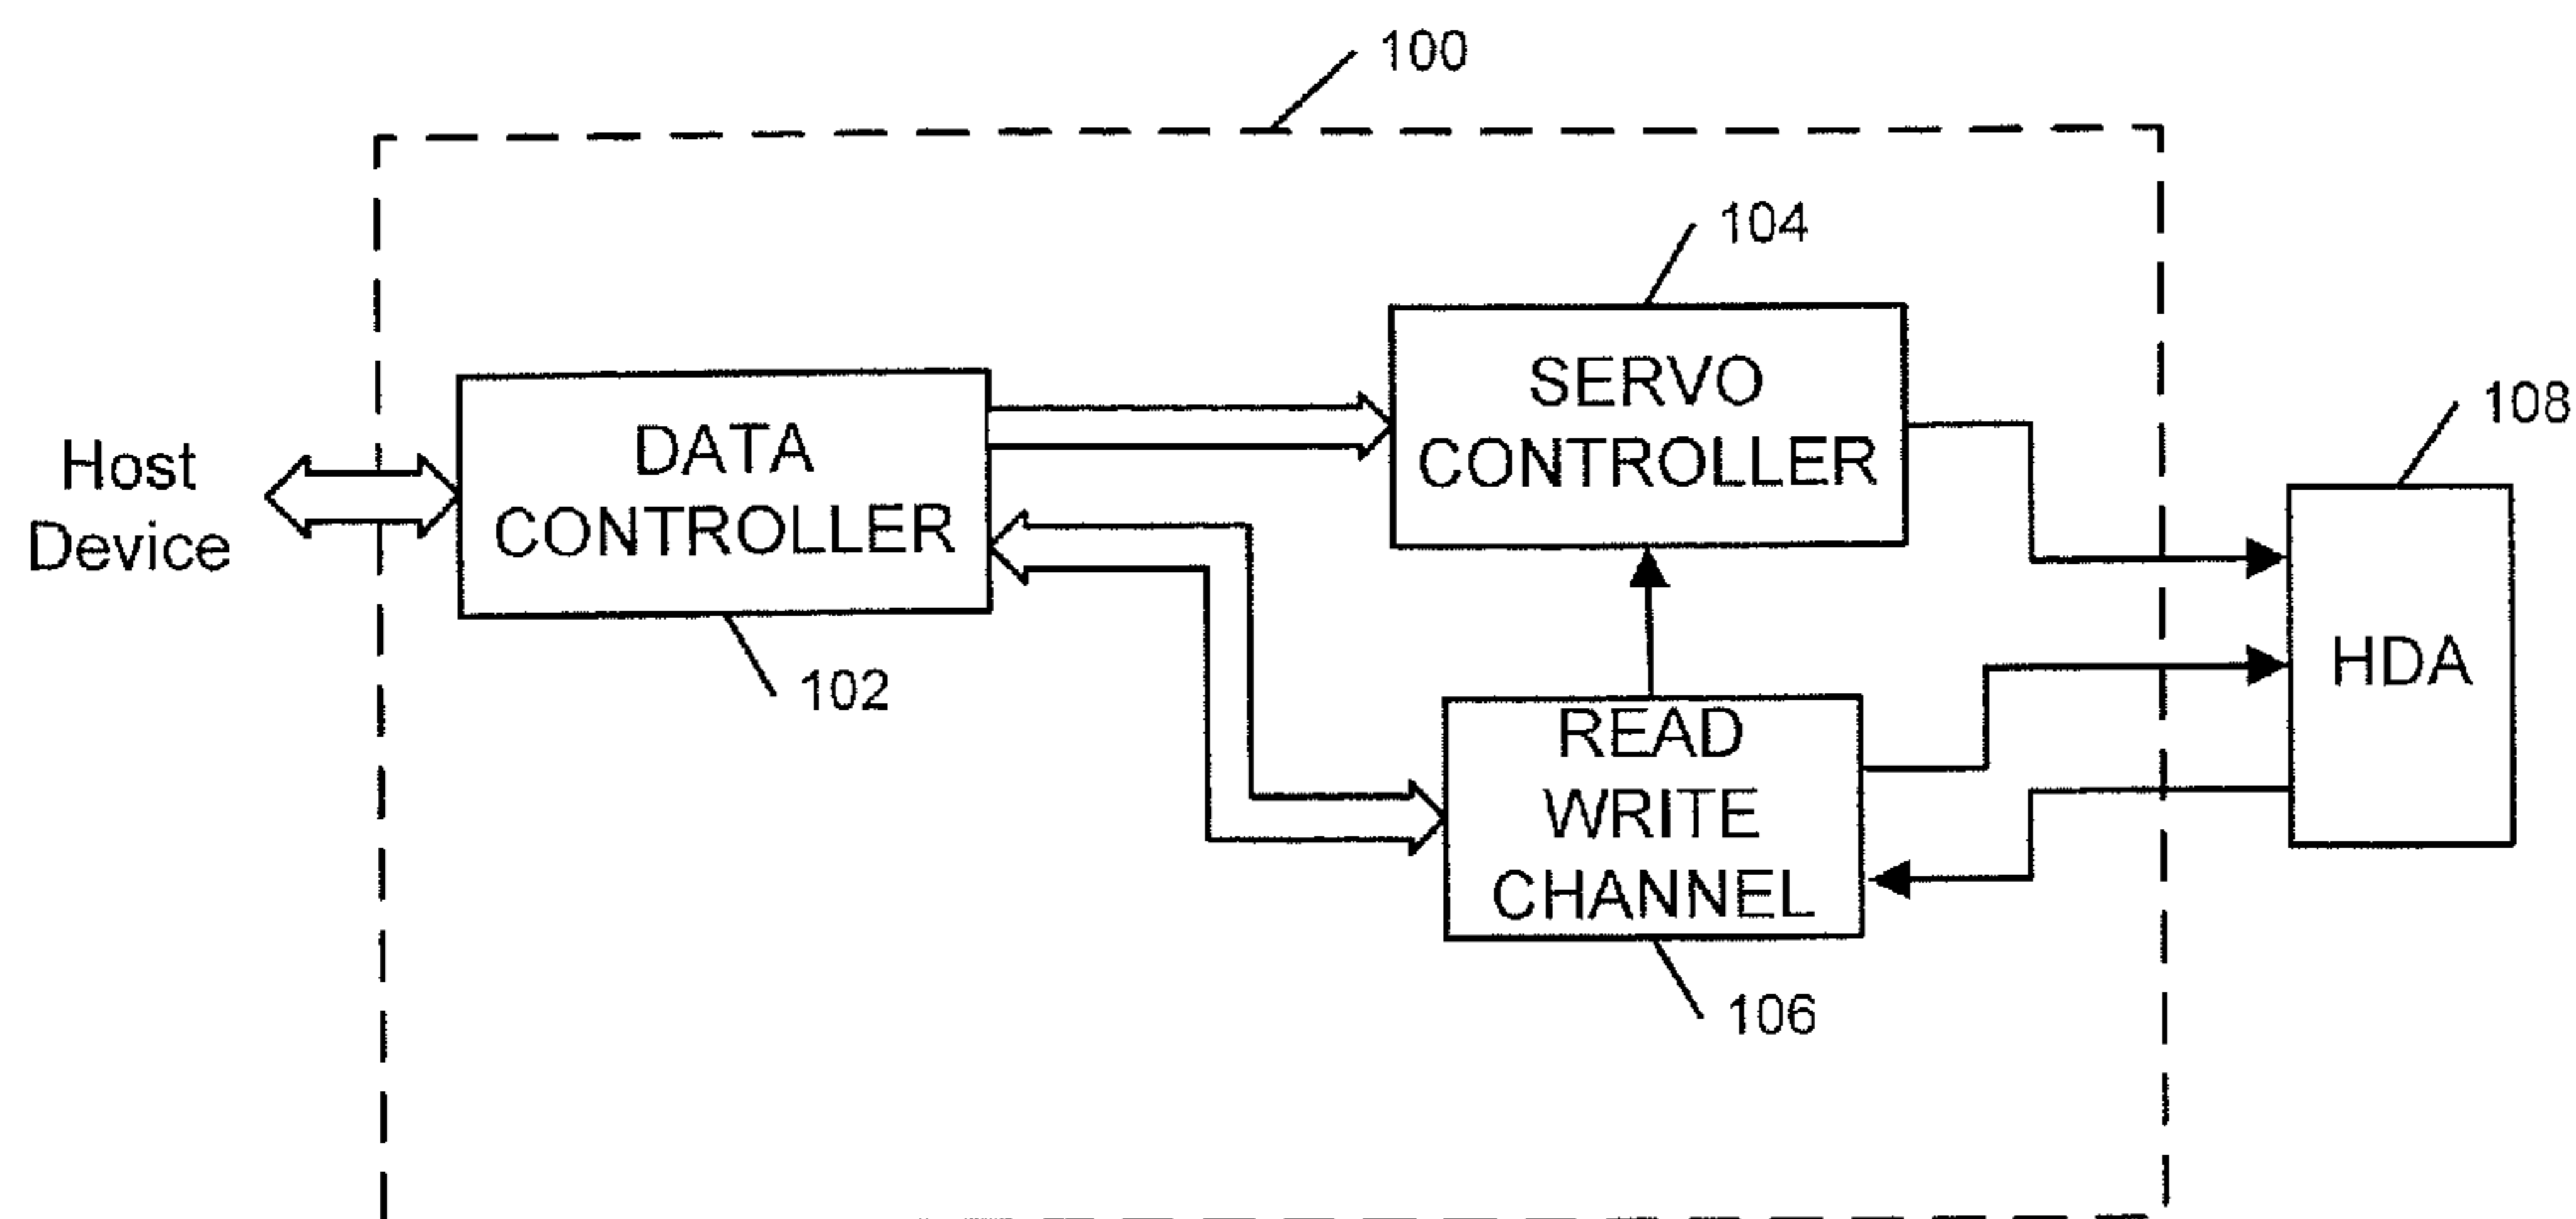 100
104
SERVO
CONTROLLER
108
Host
Device
DATA
CONTROLLER
HDA
102
READ
WRITE
CHANNEL
106